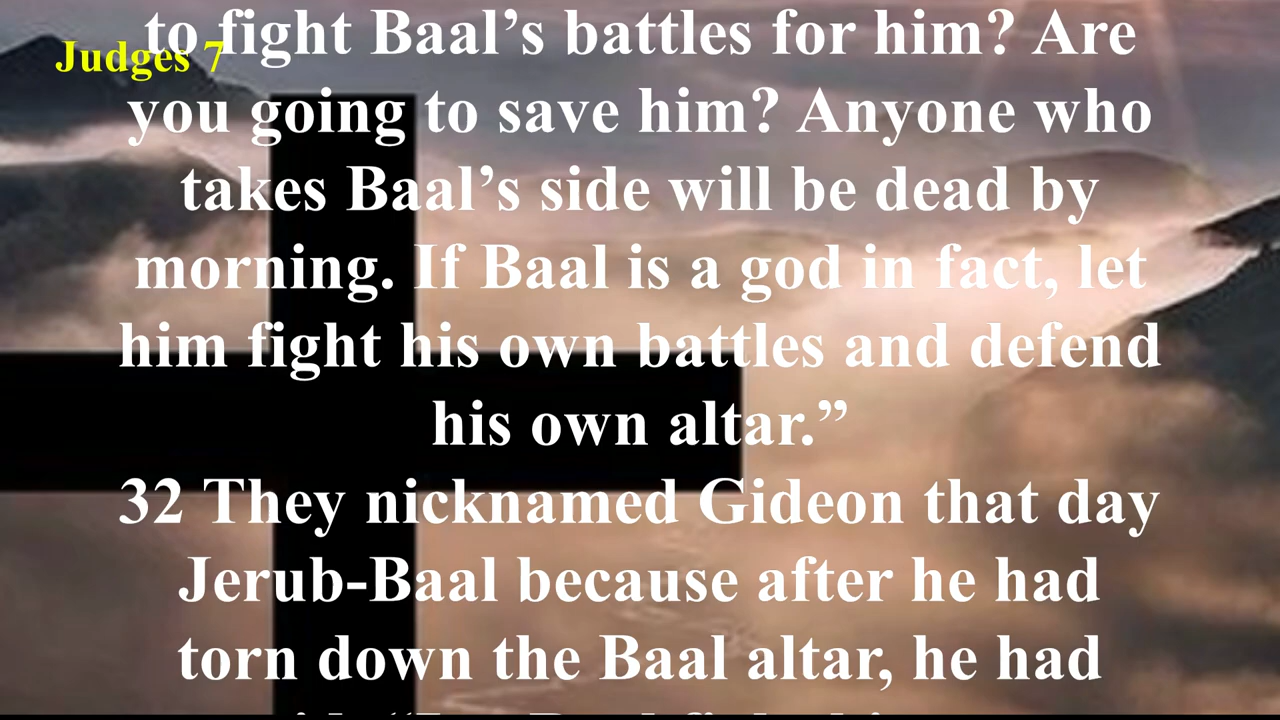 Judges 7
to fight Baal’s battles for him? Are
you going to save him? Anyone who
takes Baal’s side will be dead by
morning. If Baal is a god in fact, let
him fight his own battles and defend
his own altar.”
32 They nicknamed Gideon that day
Jerub-Baal because after he had
torn down the Baal altar, he had